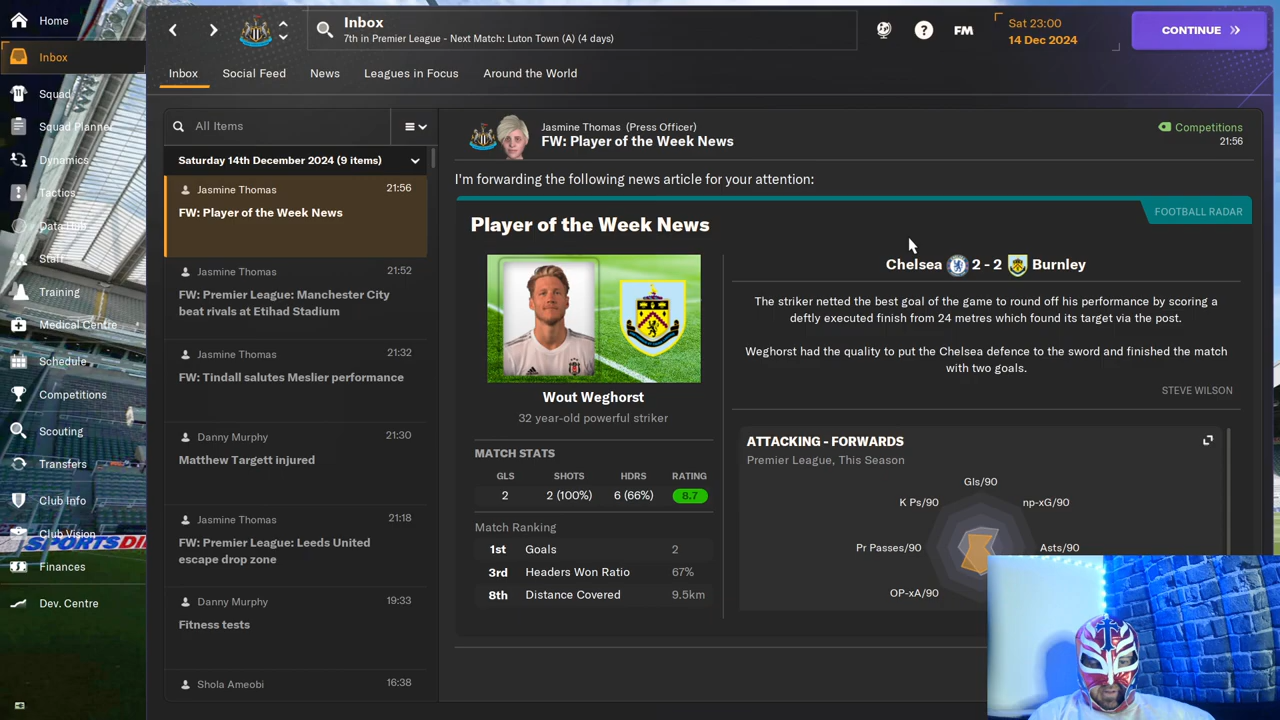 Home
Inbox
Squad
Squad Planner
Dynamics
Tactics
Data Hub
Staff
Training
Medical Centre
Schedule
Competitions
Scouting
Transfers
Club Info
Club Vision
SPORTS DI
Finances
Dev. Centre
Inbox
7th in Premier League - Next Match: Luton Town (A) (4 days)
FM
Sat 23:00
14 Dec 2024
CONTINUE
Inbox
Social Feed
News
Leagues in Focus
Around the World
All Items
Saturday 14th December 2024 (9 items)
Jasmine Thomas 21:56
FW: Player of the Week News
Jasmine Thomas 21:52
FW: Premier League: Manchester City
beat rivals at Etihad Stadium
Jasmine Thomas 21:32
FW: Tindall salutes Meslier performance
Danny Murphy 21:30
Matthew Targett injured
Jasmine Thomas 21:18
FW: Premier League: Leeds United
escape drop zone
Danny Murphy 19:33
Fitness tests
Shola Ameobi 16:38
Jasmine Thomas (Press Officer)
FW: Player of the Week News
Competitions
21:56
I'm forwarding the following news article for your attention:
FOOTBALL RADAR
Player of the Week News
Wout Weghorst
32 year-old powerful striker
MATCH STATS
GLS SHOTS HDRS RATING
2 2 (100%) 6 (66%) 8.7
Match Ranking
1st Goals 2
3rd Headers Won Ratio 67%
8th Distance Covered 9.5km
Chelsea 2 - 2 Burnley
The striker netted the best goal of the game to round off his performance by scoring a
deftly executed finish from 24 metres which found its target via the post.
Weghorst had the quality to put the Chelsea defence to the sword and finished the match
with two goals.
STEVE WILSON
ATTACKING - FORWARDS
Premier League, This Season
Gls/90
K Ps/90
np-xG/90
Pr Passes/90
Asts/90
OP-xA/90